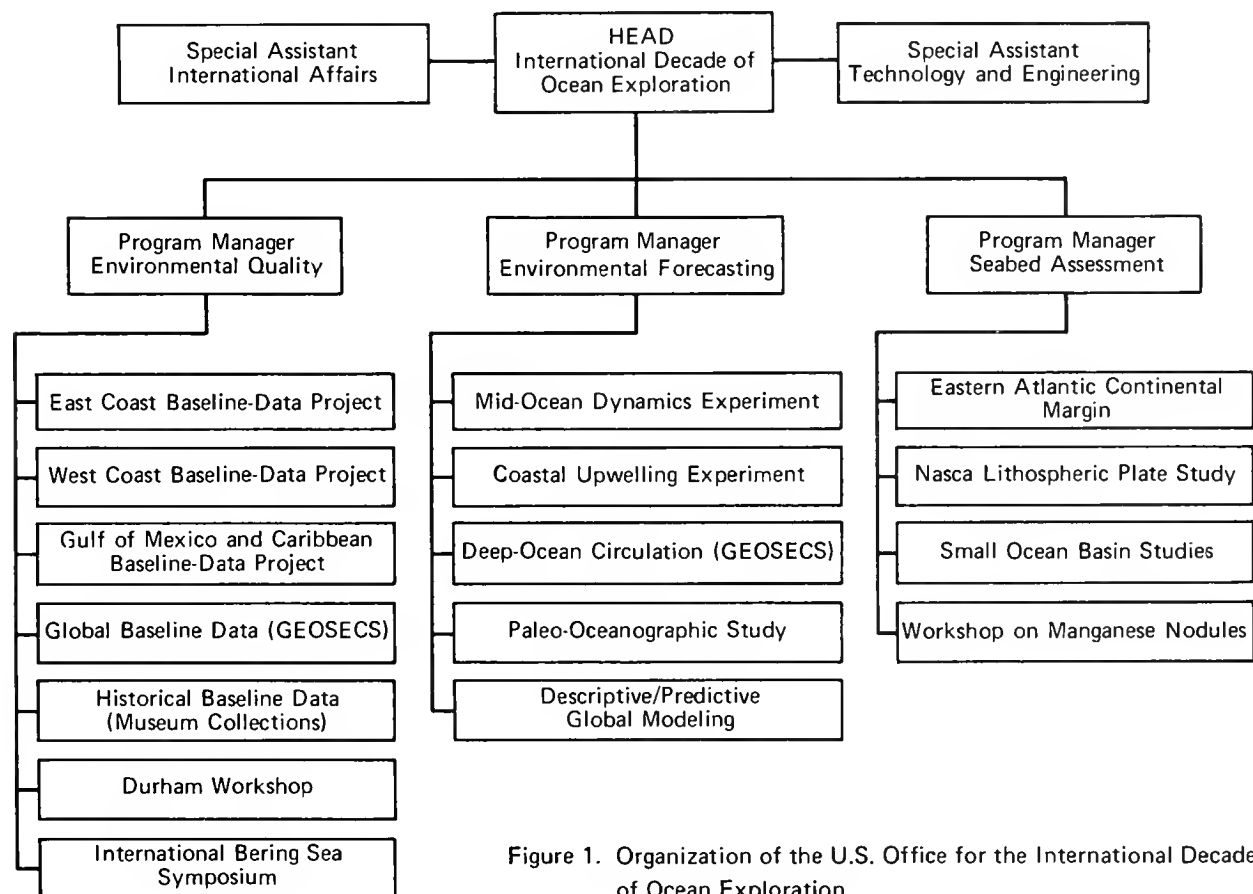 Special Assistant
International Affairs
HEAD
International Decade of
Ocean Exploration
Special Assistant
Technology and Engineering
Program Manager
Environmental Quality
Program Manager
Environmental Forecasting
Program Manager
Seabed Assessment
East Coast Baseline-Data Project
West Coast Baseline-Data Project
Gulf of Mexico and Caribbean
Baseline-Data Project
Global Baseline Data (GEOSECS)
Historical Baseline Data
(Museum Collections)
Durham Workshop
International Bering Sea
Symposium
Mid-Ocean Dynamics Experiment
Coastal Upwelling Experiment
Deep-Ocean Circulation (GEOSECS)
Paleo-Oceanographic Study
Descriptive/Predictive
Global Modeling
Eastern Atlantic Continental
Margin
Nasca Lithospheric Plate Study
Small Ocean Basin Studies
Workshop on Manganese Nodules
Figure 1. Organization of the U.S. Office for the International Decade
of Ocean Exploration